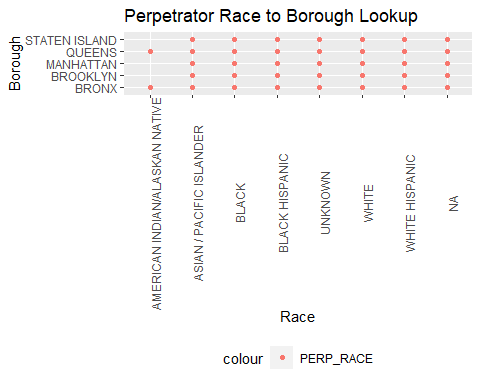 Perpetrator Race to Borough Lookup
Borough
STATEN ISLAND
QUEENS
MANHATTAN
BROOKLYN
BRONX
AMERICAN INDIAN/ALASKAN NATIVE
ASIAN / PACIFIC ISLANDER
BLACK
BLACK HISPANIC
UNKNOWN
WHITE
WHITE HISPANIC
NA
Race
colour PERP_RACE